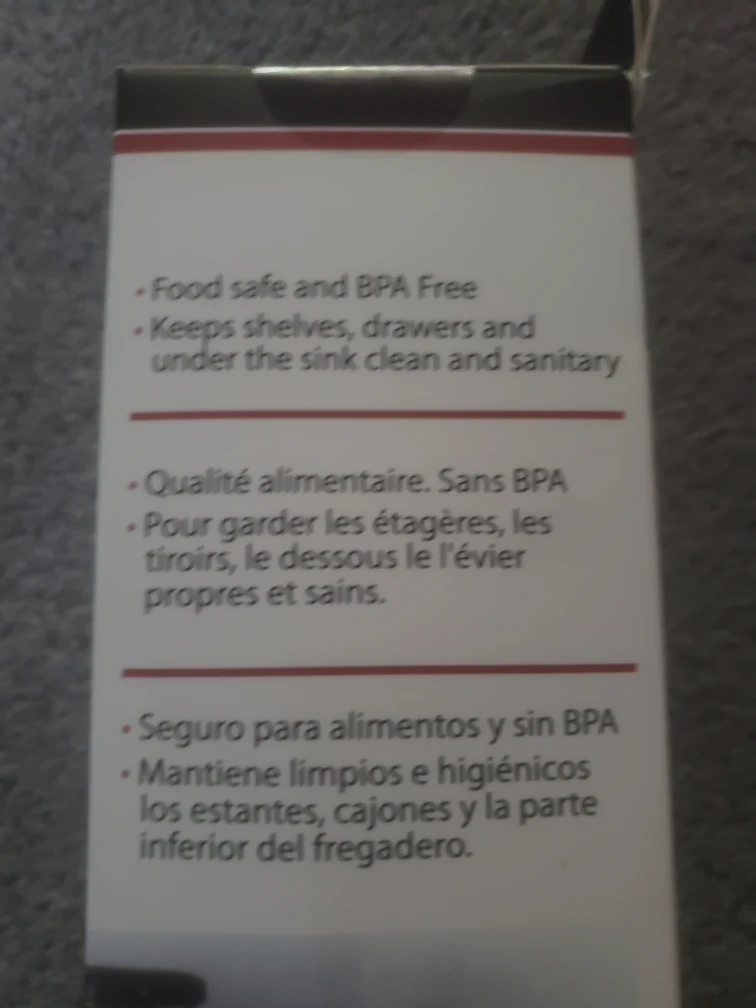 • Food safe and BPA Free
• Keeps shelves, drawers and
under the sink clean and sanitary
• Qualité alimentaire. Sans BPA
• Pour garder les étagères, les
tiroirs, le dessous le l'évier
propres et sains.
• Seguro para alimentos y sin BPA
• Mantiene limpios e higiénicos
los estantes, cajones y la parte
inferior del fregadero.